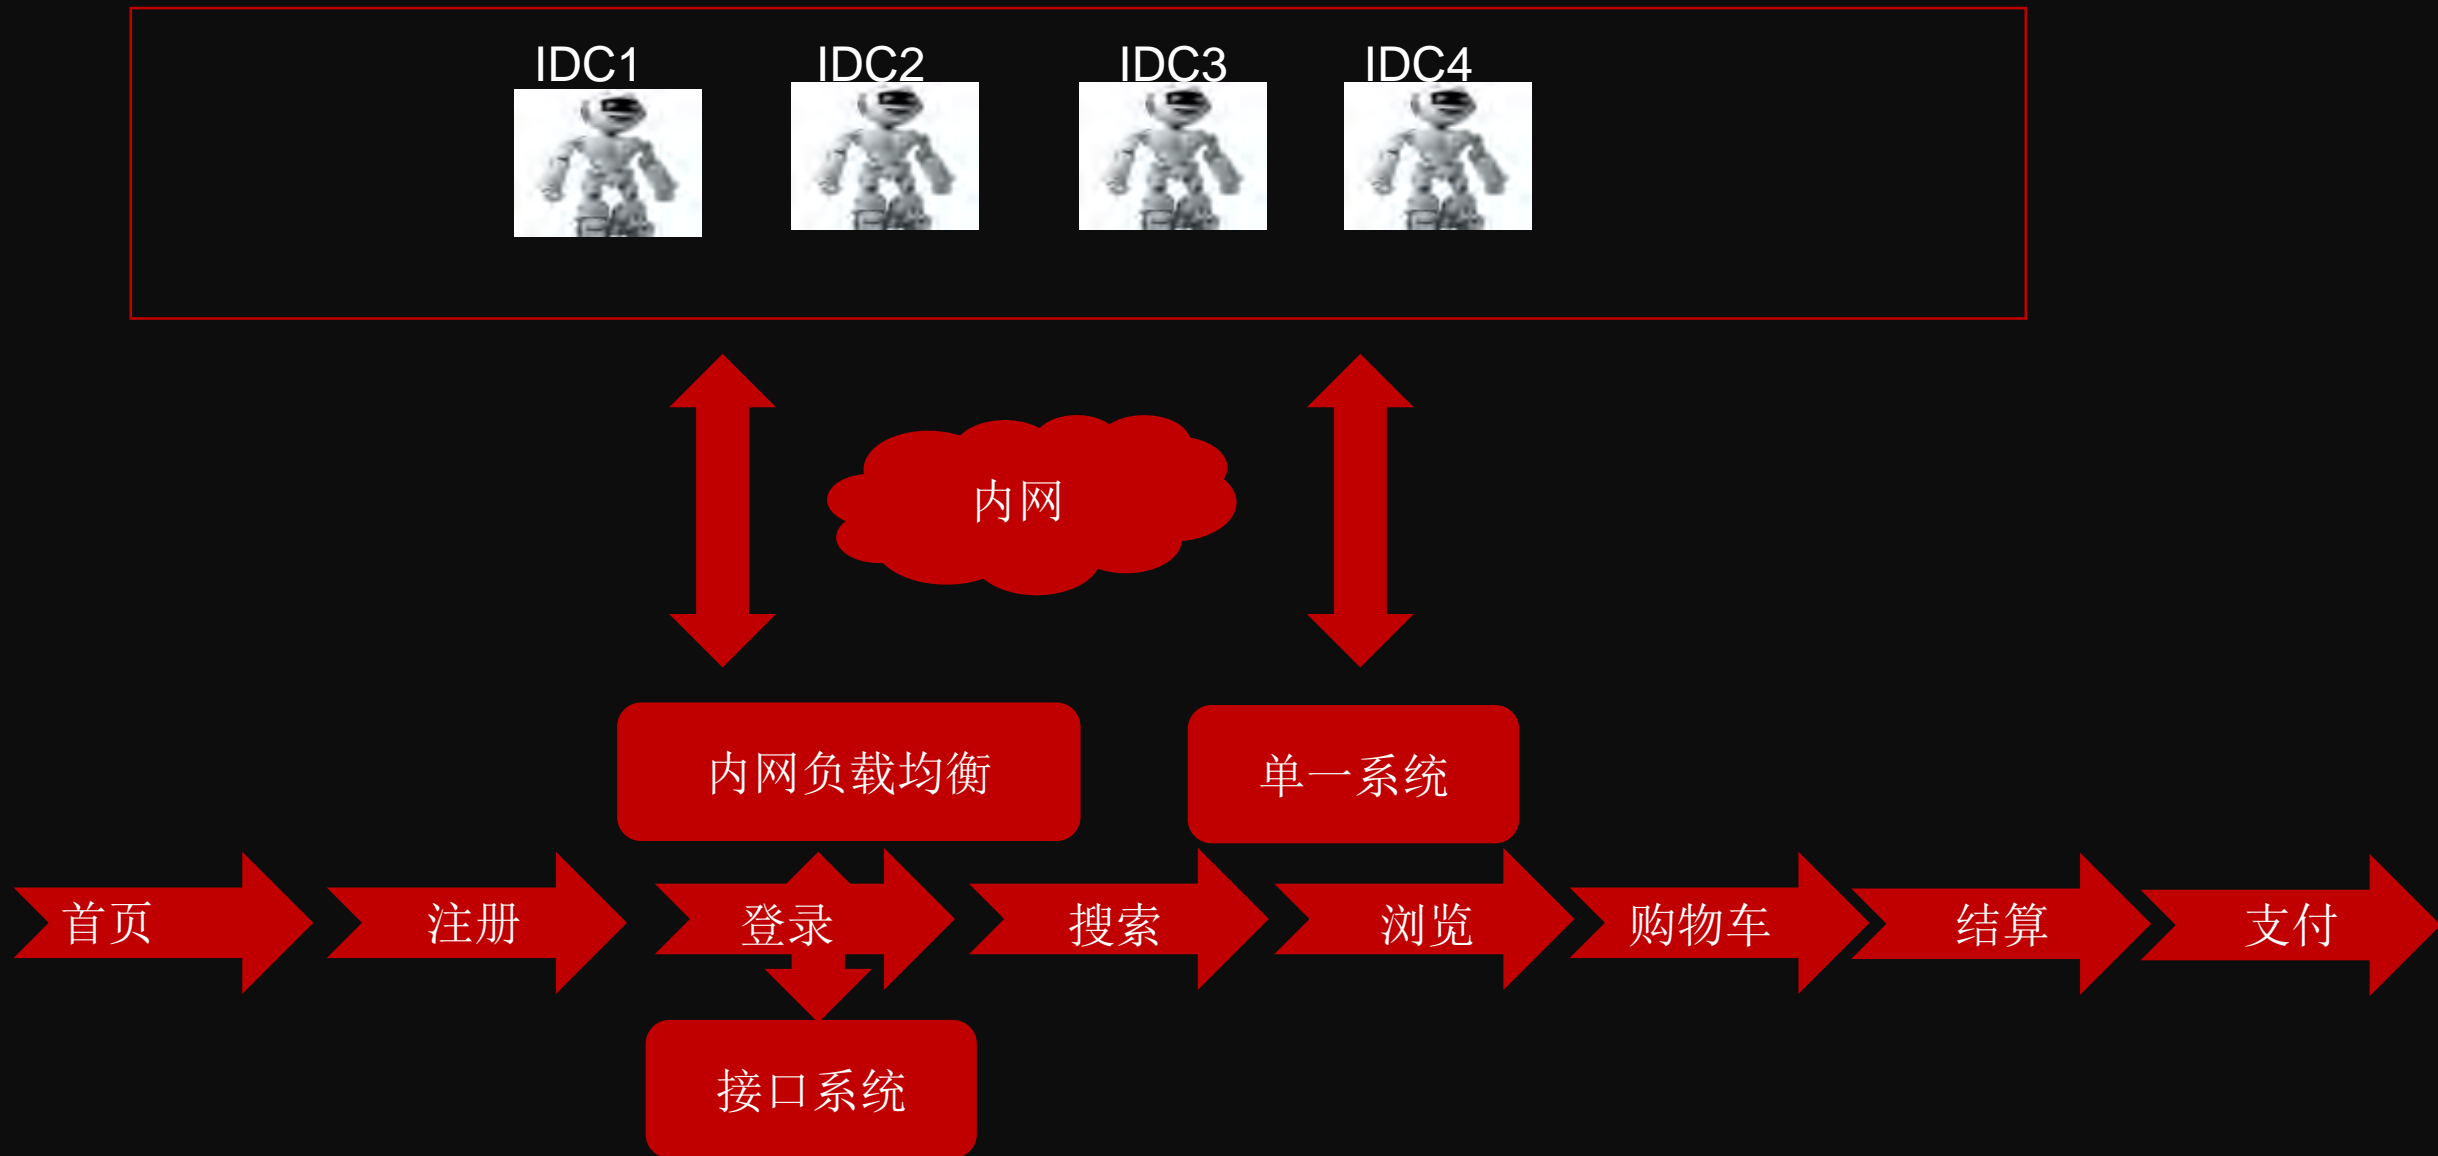 IDC1 IDC2 IDC3 IDC4
内网
内网负载均衡 单一系统
首页 注册 登录 搜索 浏览 购物车 结算 支付
接口系统